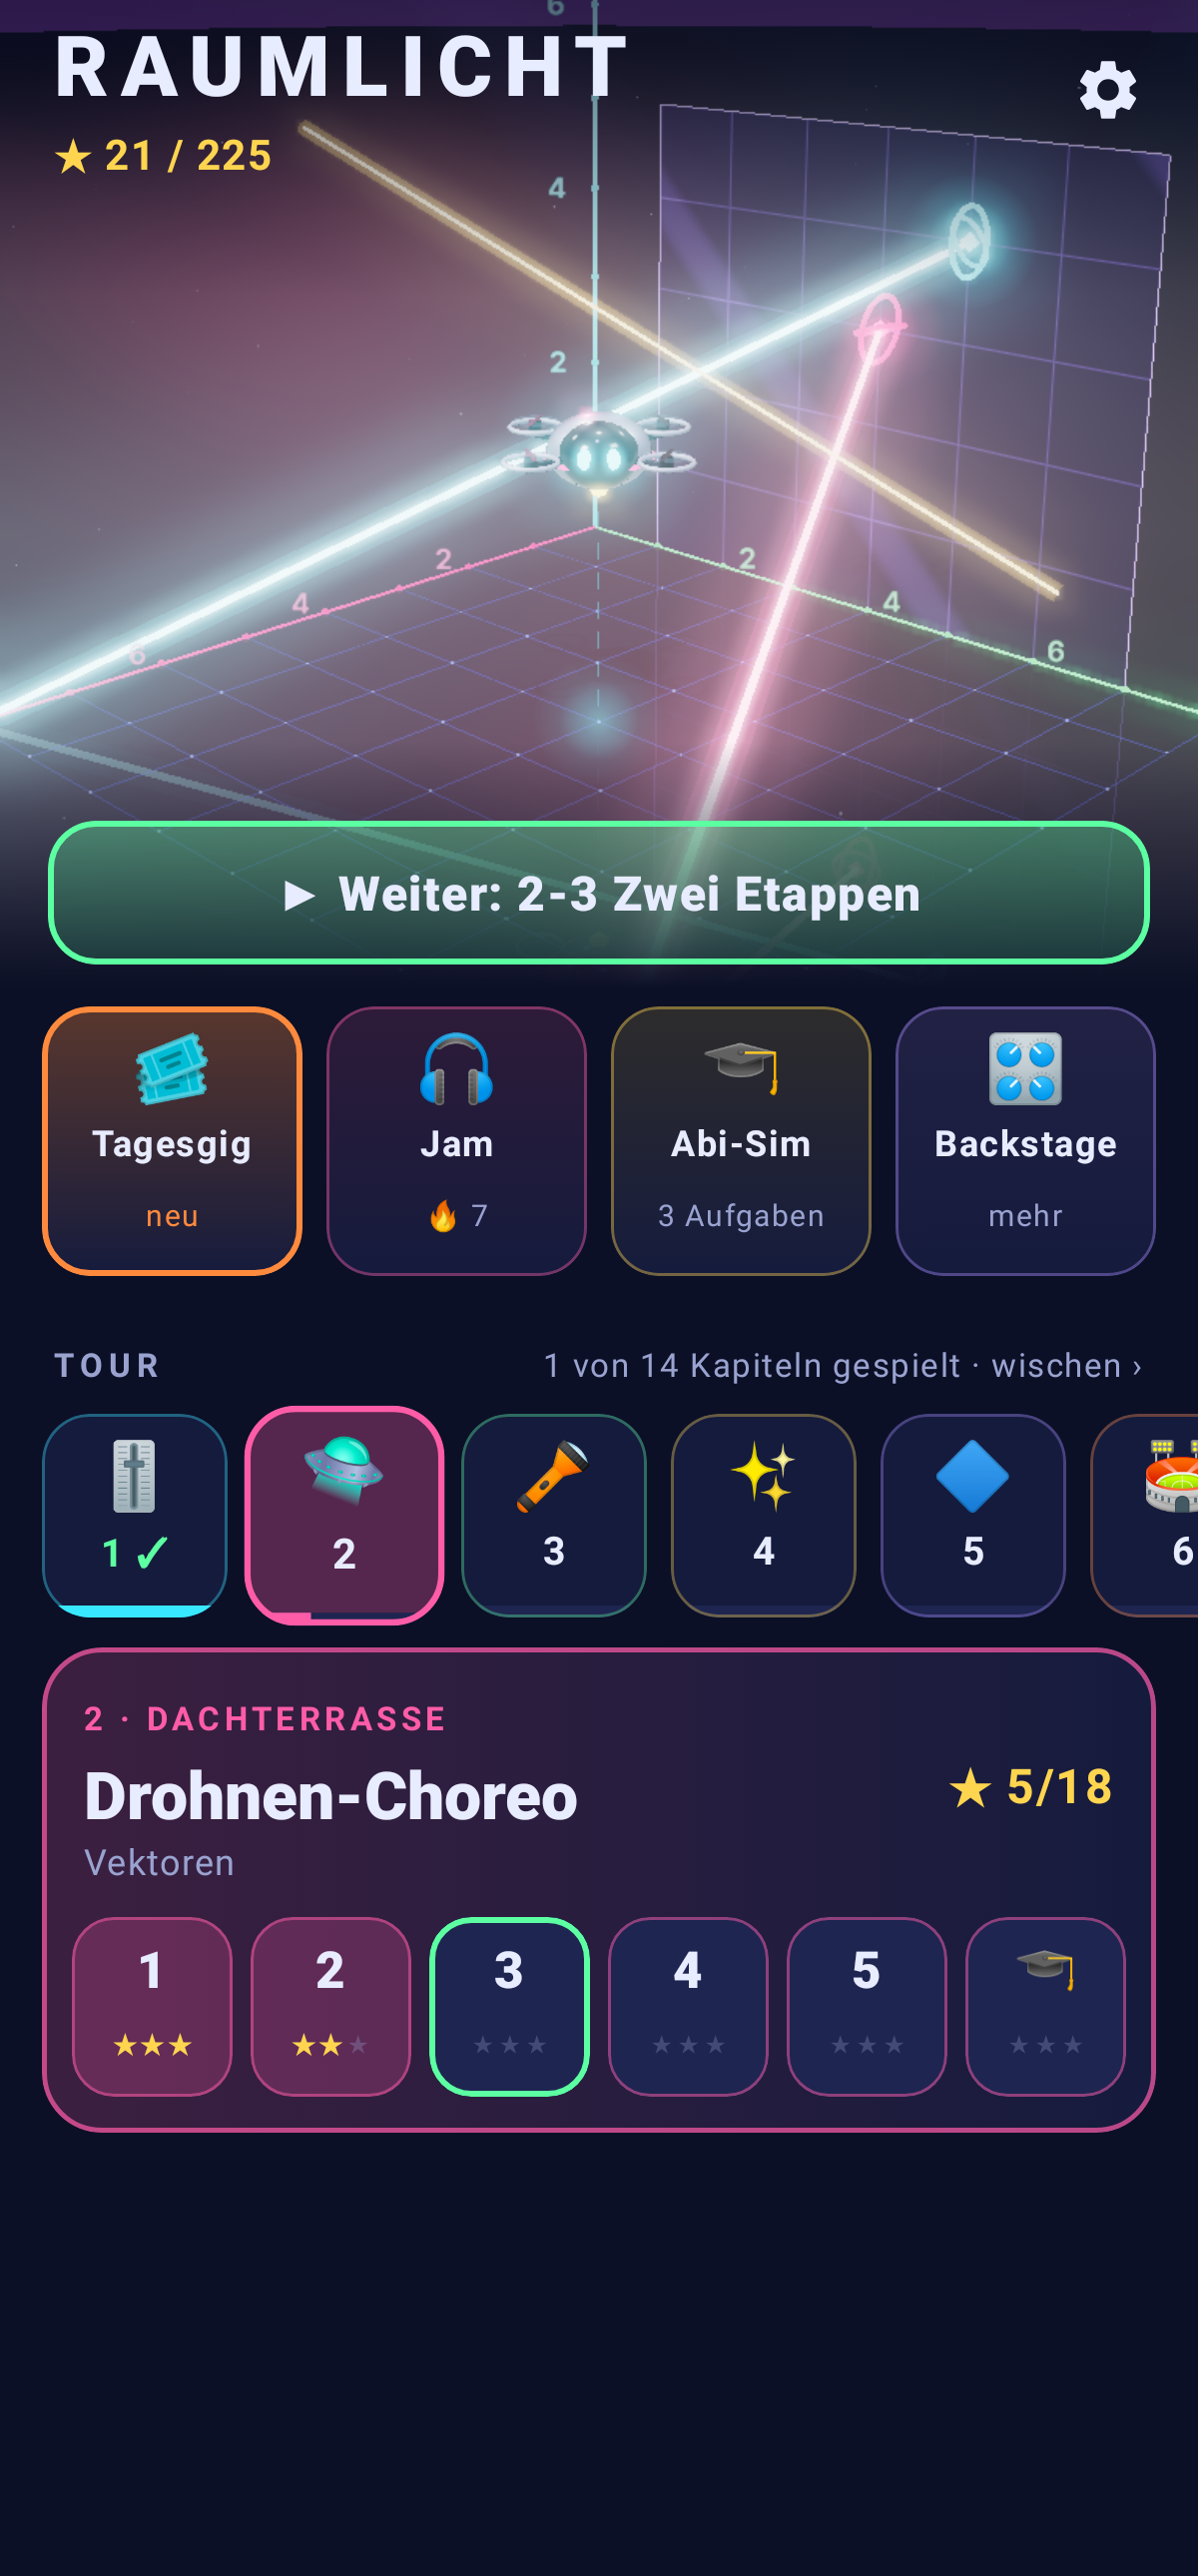 6
RAUMLICHT
★ 21 / 225
4
2
2
2
4
4
6
6
► Weiter: 2-3 Zwei Etappen
Tagesgig
Jam
Abi-Sim
Backstage
neu
🔥 7
3 Aufgaben
mehr
TOUR
1 von 14 Kapiteln gespielt · wischen ›
1 ✓
2
3
4
5
6
2 · DACHTERRASSE
Drohnen-Choreo
★ 5/18
Vektoren
1
2
3
4
5
★★★
★★★
★★★
★★★
★★★
★★★